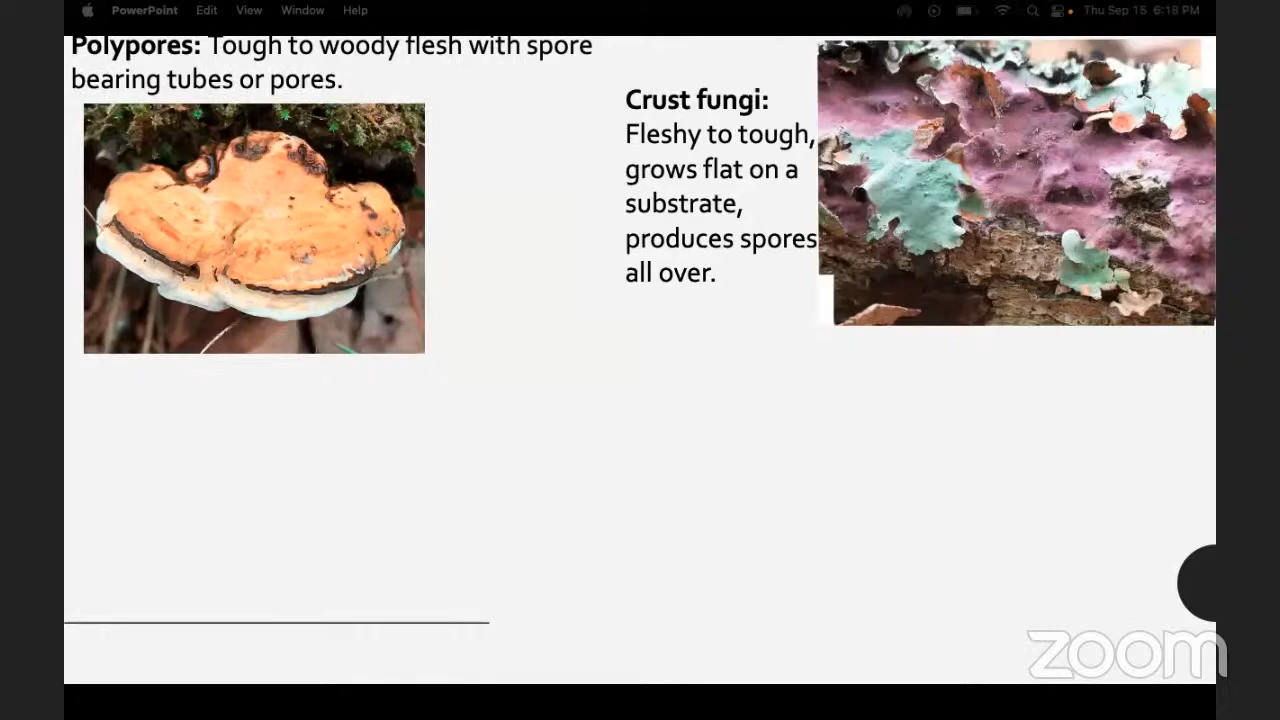 PowerPoint Edit View Window Help Thu Sep 15 6:18 PM
Polypores: Tough to woody flesh with spore
bearing tubes or pores.
Crust fungi:
Fleshy to tough,
grows flat on a
substrate,
produces spores
all over.
zoom